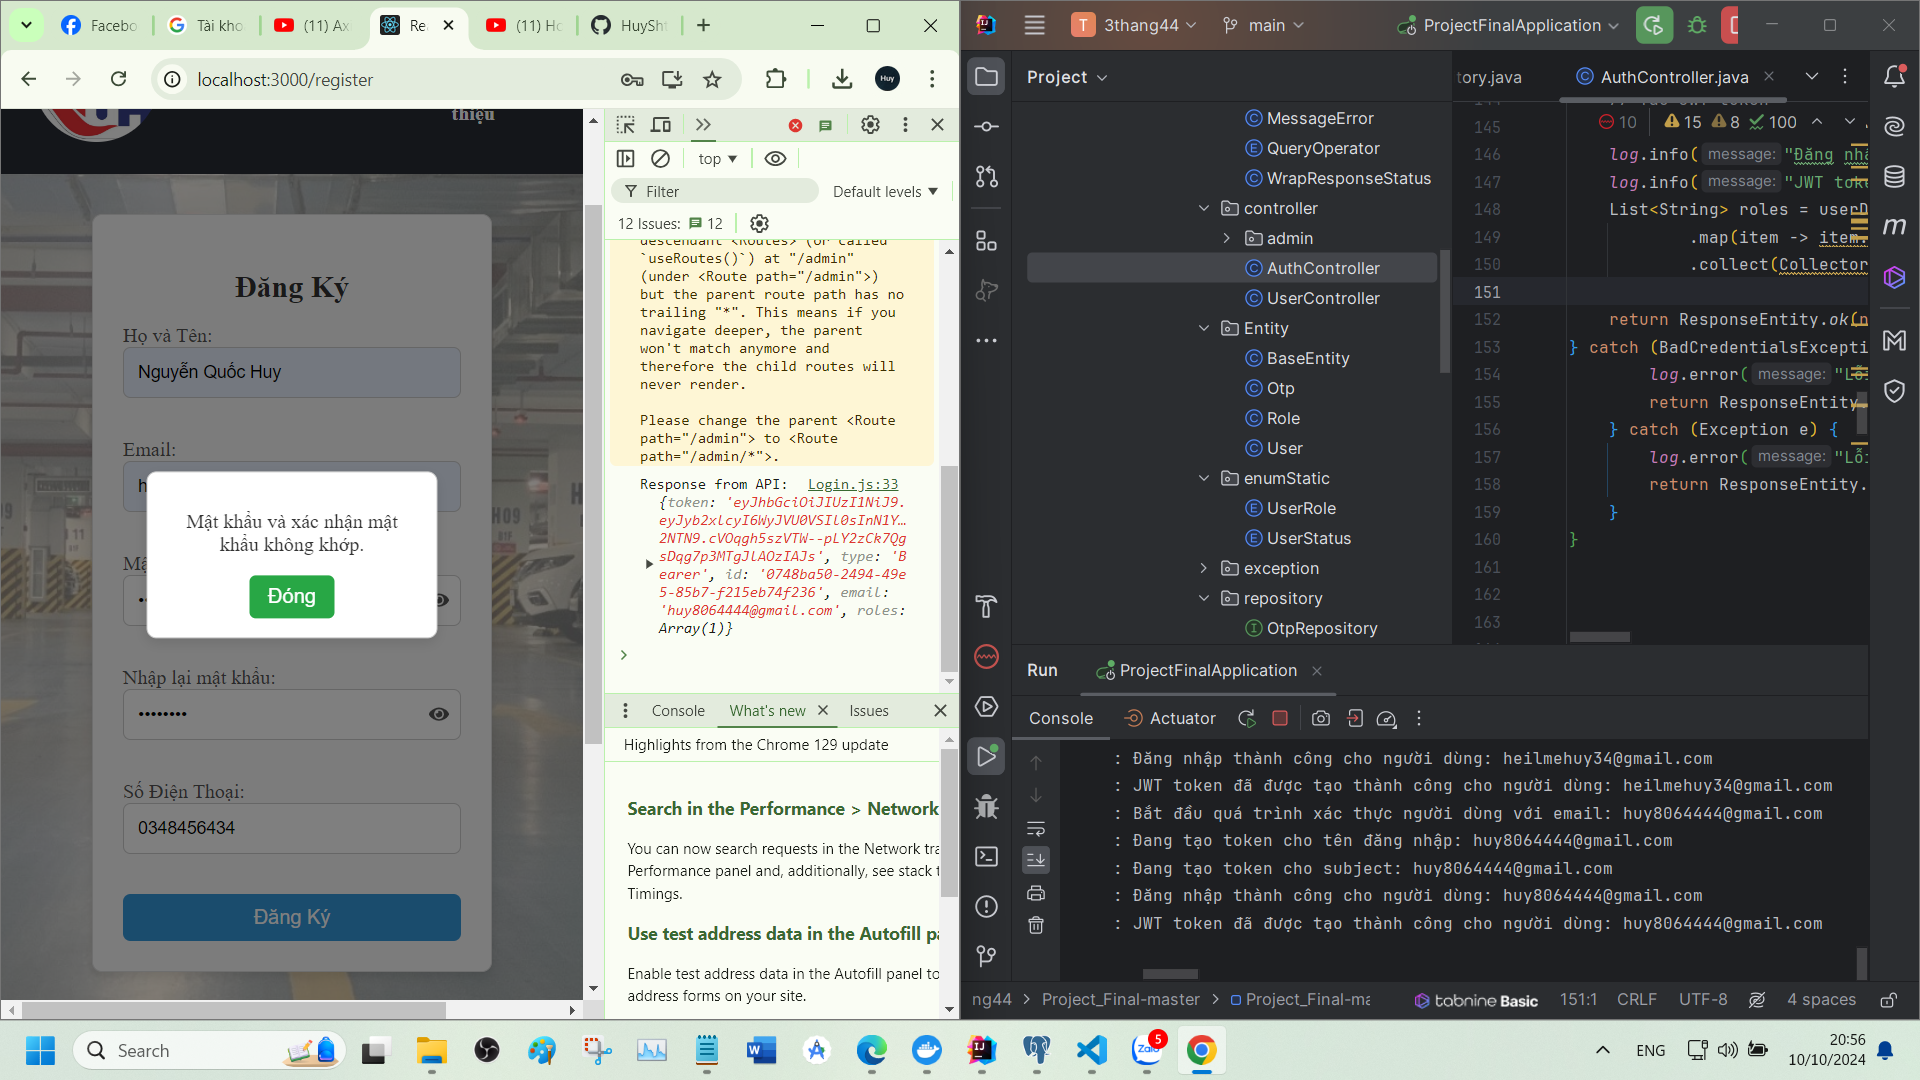 Facebo
Tài kho
(11) Ax
Re
(11) Ho
HuySh
localhost:3000/register
Huy
thiệu
Đăng Ký
Họ và Tên:
Nguyễn Quốc Huy
Email:
h
Mậ
Mật khẩu và xác nhận mật
khẩu không khớp.
Đóng
Nhập lại mật khẩu:
••••••••
Số Điện Thoại:
0348456434
Đăng Ký
top
Filter
Default levels
12 Issues: 12
descendant <Routes> (or called
`useRoutes()`) at "/admin"
(under <Route path="/admin">)
but the parent route path has no
trailing "*". This means if you
navigate deeper, the parent
won't match anymore and
therefore the child routes will
never render.
Please change the parent <Route
path="/admin"> to <Route
path="/admin/*">.
Response from API: Login.js:33
{token: 'eyJhbGciOiJIUzI1NiJ9.
eyJyb2xlcyI6WyJVU0VSIl0sInN1Y…
2NTN9.cVOqgh5szVTW--pLY2zCk7Qg
sDqg7p3MTgJlAOzIAJs', type: 'B
earer', id: '0748ba50-2494-49e
5-85b7-f215eb74f236', email:
'huy8064444@gmail.com', roles:
Array(1)}
Console What's new Issues
Highlights from the Chrome 129 update
Search in the Performance > Network
You can now search requests in the Network tra
Performance panel and, additionally, see stack t
Timings.
Use test address data in the Autofill pa
Enable test address data in the Autofill panel to
address forms on your site.
T 3thang44 main ProjectFinalApplication
Project
MessageError
QueryOperator
WrapResponseStatus
controller
admin
AuthController
UserController
Entity
BaseEntity
Otp
Role
User
enumStatic
UserRole
UserStatus
exception
repository
OtpRepository
tory.java AuthController.java
10 15 8 100
145
146 log.info( message: "Đăng nhậ
147 log.info( message: "JWT toke
148 List<String> roles = userD
149 .map(item -> item.
150 .collect(Collector
151
152 return ResponseEntity.ok(n
153 } catch (BadCredentialsExcepti
154 log.error( message: "Lỗi
155 return ResponseEntity.
156 } catch (Exception e) {
157 log.error( message: "Lỗi
158 return ResponseEntity.
159 }
160 }
161
162
163
Run ProjectFinalApplication
Console Actuator
: Đăng nhập thành công cho người dùng: heilmehuy34@gmail.com
: JWT token đã được tạo thành công cho người dùng: heilmehuy34@gmail.com
: Bắt đầu quá trình xác thực người dùng với email: huy8064444@gmail.com
: Đang tạo token cho tên đăng nhập: huy8064444@gmail.com
: Đang tạo token cho subject: huy8064444@gmail.com
: Đăng nhập thành công cho người dùng: huy8064444@gmail.com
: JWT token đã được tạo thành công cho người dùng: huy8064444@gmail.com
ng44 > Project_Final-master > Project_Final-ma
tabnine Basic 151:1 CRLF UTF-8 4 spaces
Search
5
ENG
20:56
10/10/2024